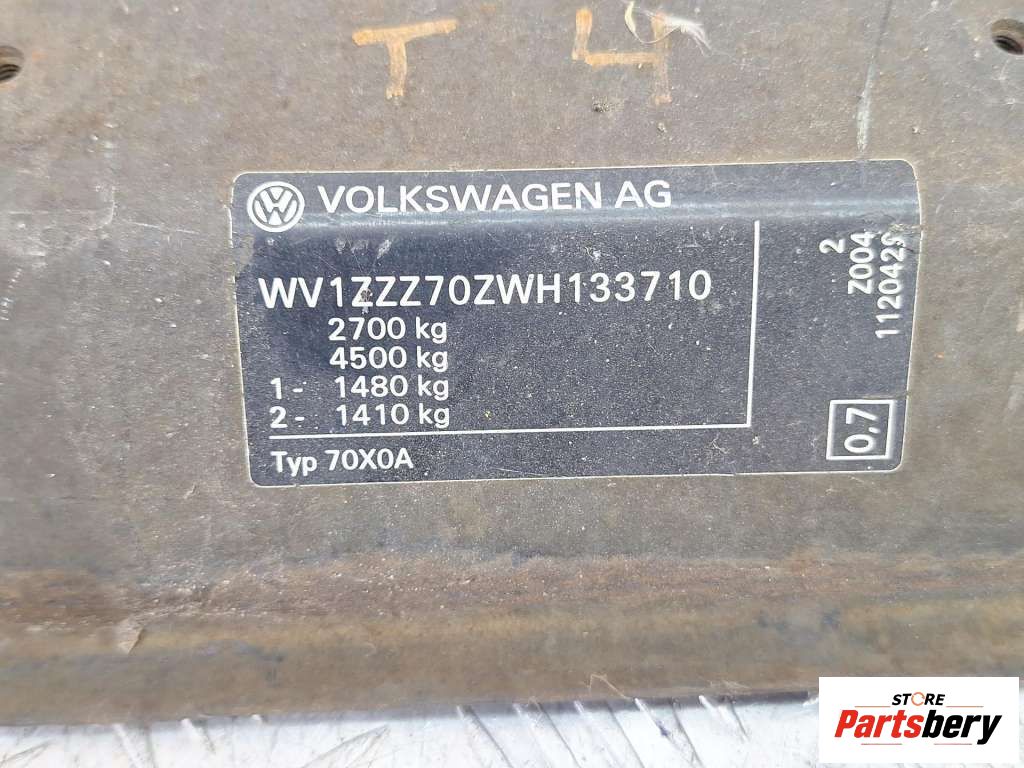 T 4
VOLKSWAGEN AG
WV1ZZZ70ZWH133710
2700 kg
4500 kg
1- 1480 kg
2- 1410 kg
Typ 70X0A
2
Z004
112042S
0,7
STORE
Partsbery